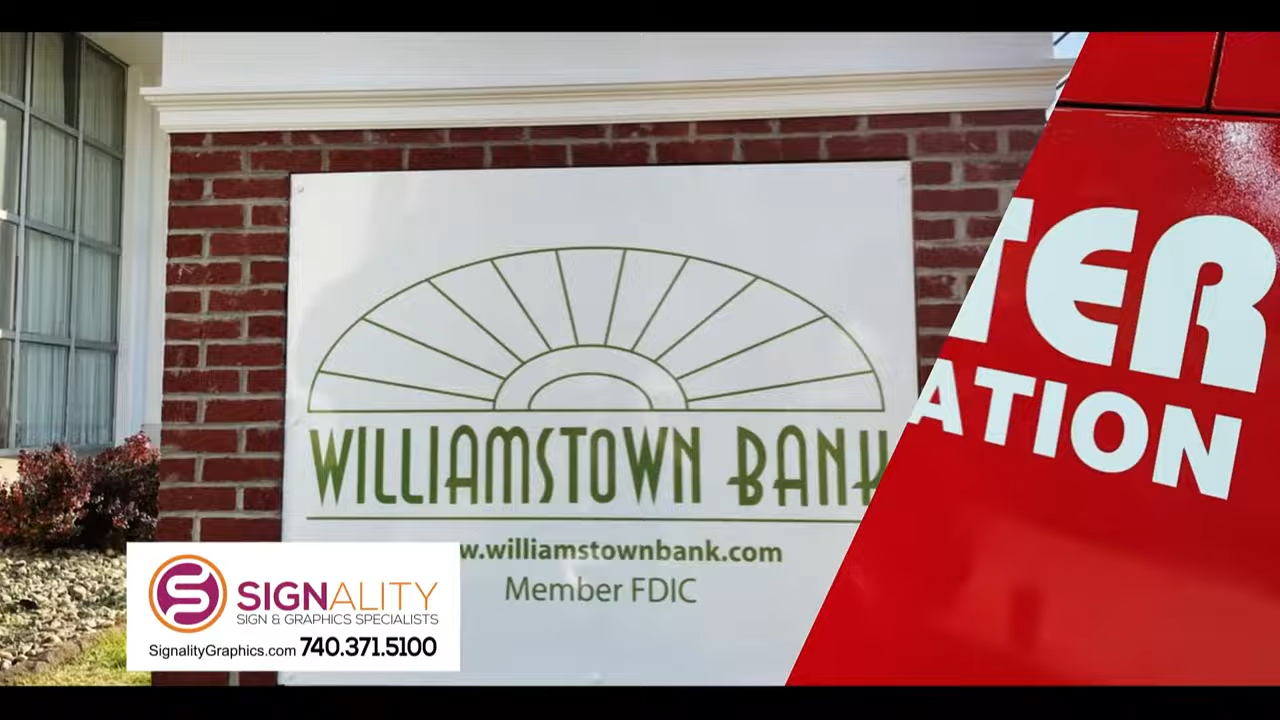 WILLIAMSTOWN BANK
w.williamstownbank.com
Member FDIC
TER
ATION
S SIGNALITY
SIGN & GRAPHICS SPECIALISTS
SignalityGraphics.com 740.371.5100